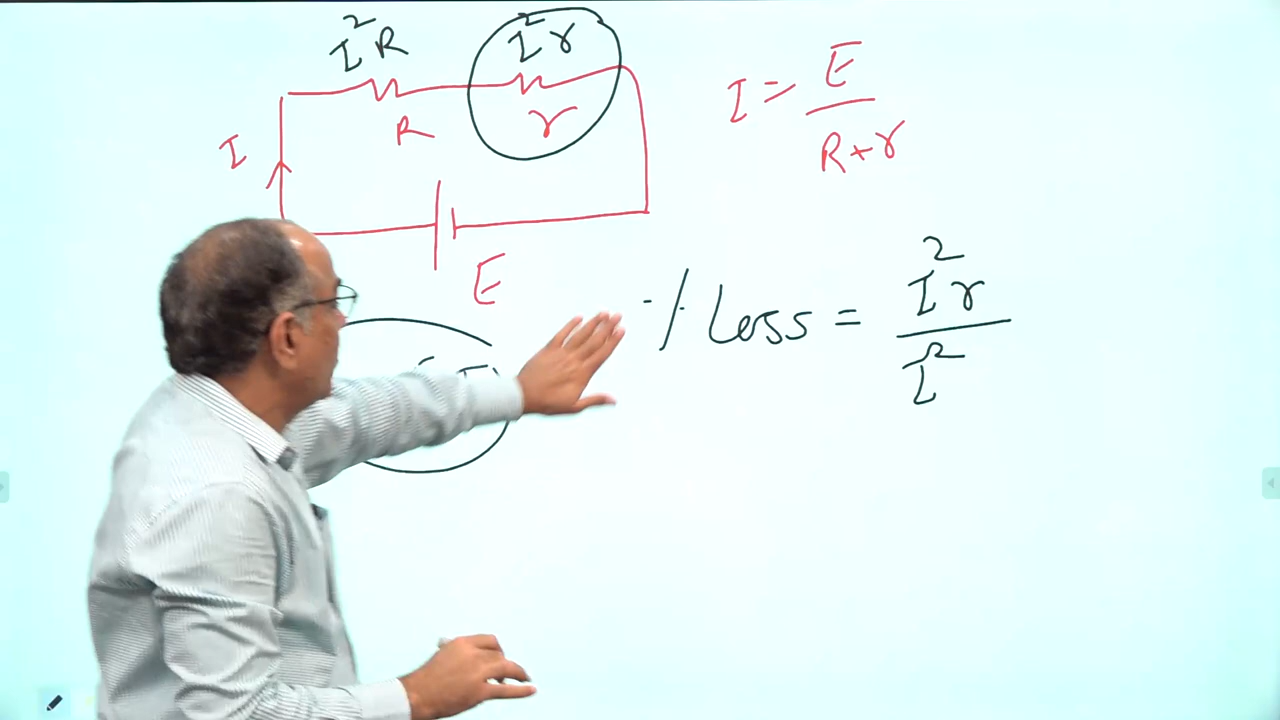 I²R I²r
R r
I
E
I = E / (R + r)
% Loss = I²r / I²